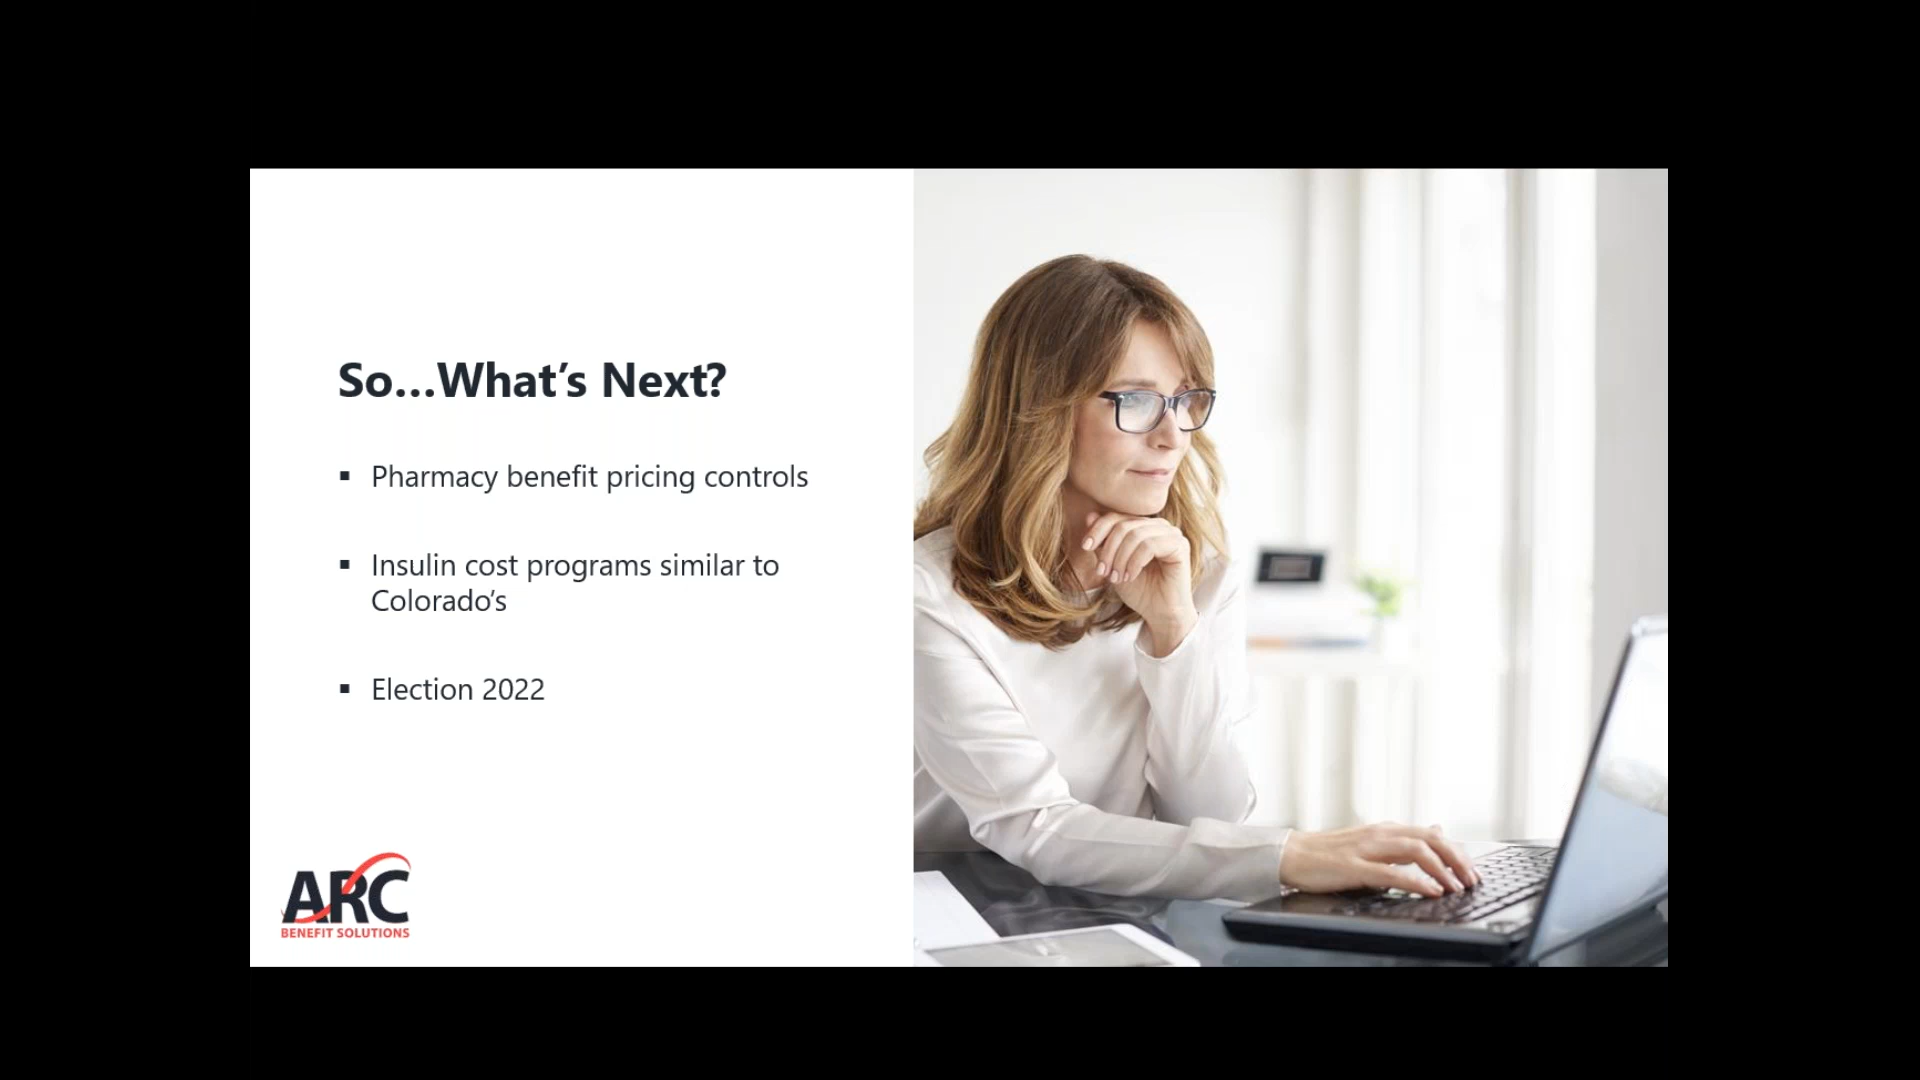 So...What's Next?
▪ Pharmacy benefit pricing controls
▪ Insulin cost programs similar to
Colorado's
▪ Election 2022
ARC
BENEFIT SOLUTIONS